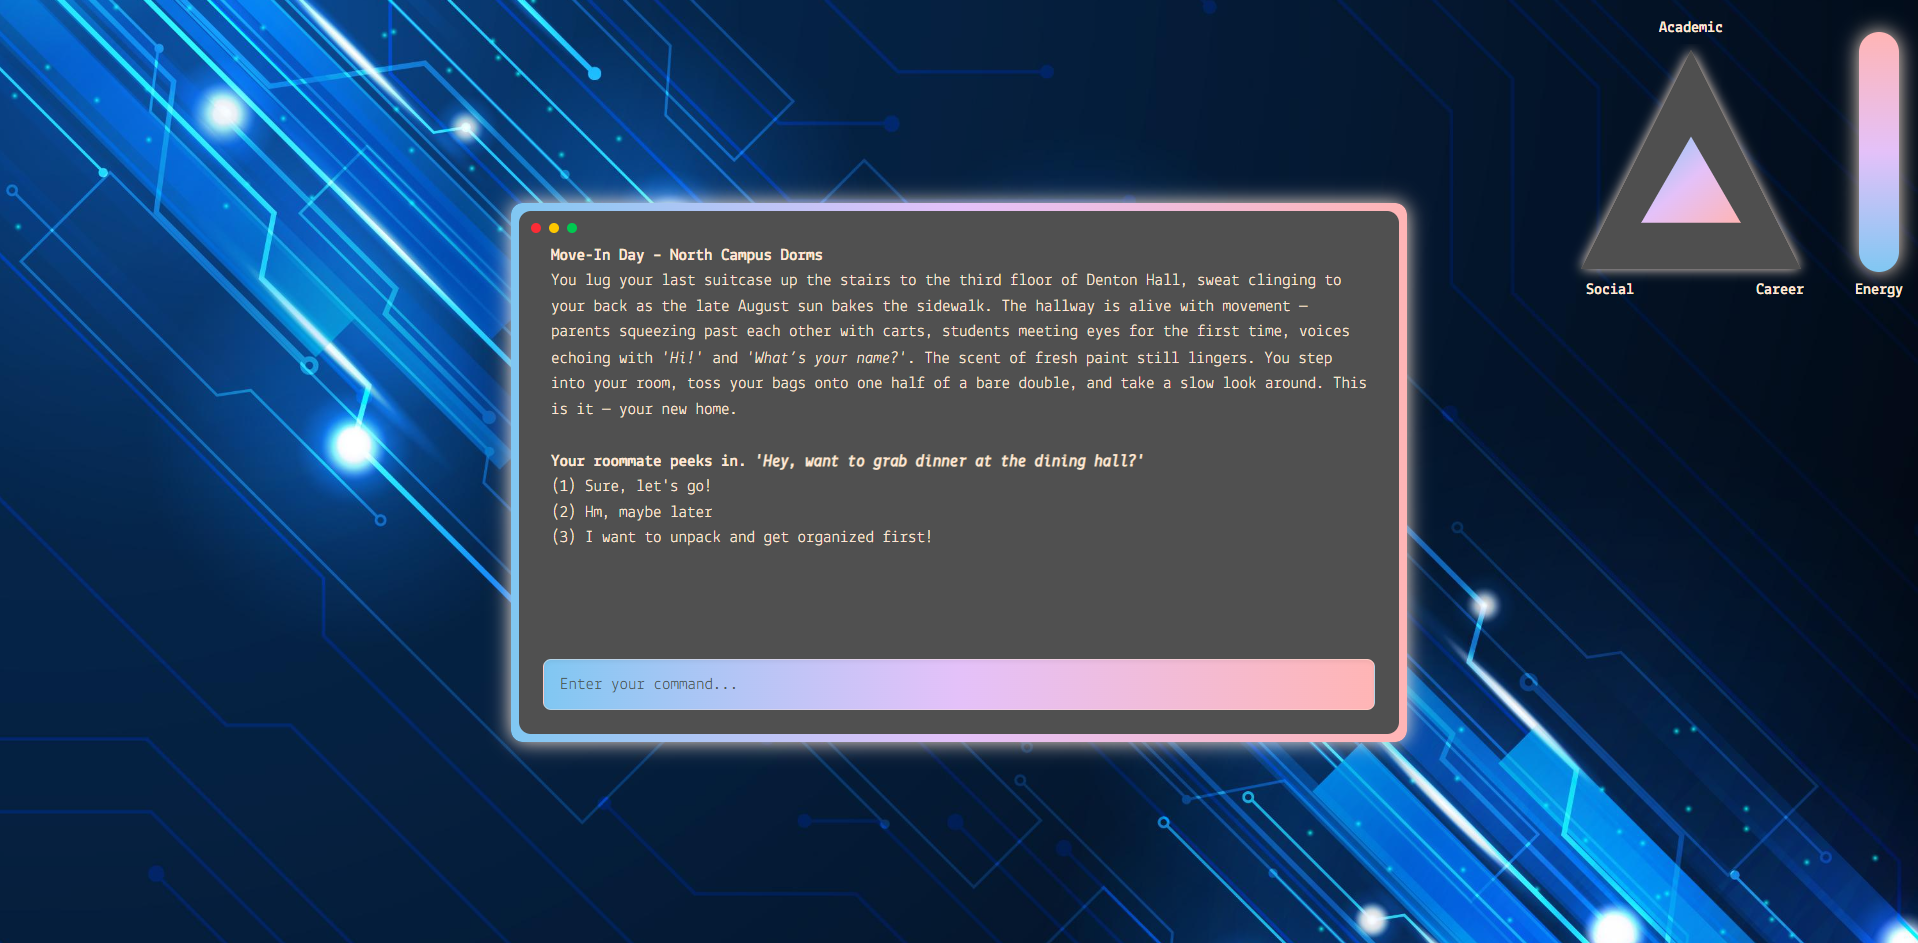 Academic
Social
Career
Energy
Move-In Day – North Campus Dorms
You lug your last suitcase up the stairs to the third floor of Denton Hall, sweat clinging to
your back as the late August sun bakes the sidewalk. The hallway is alive with movement —
parents squeezing past each other with carts, students meeting eyes for the first time, voices
echoing with 'Hi!' and 'What's your name?'. The scent of fresh paint still lingers. You step
into your room, toss your bags onto one half of a bare double, and take a slow look around. This
is it — your new home.
Your roommate peeks in. 'Hey, want to grab dinner at the dining hall?'
(1) Sure, let's go!
(2) Hm, maybe later
(3) I want to unpack and get organized first!
Enter your command...